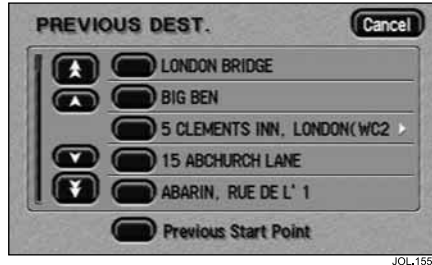 PREVIOUS DEST.
Cancel
LONDON BRIDGE
BIG BEN
5 CLEMENTS INN, LONDON(WC2
15 ABCHURCH LANE
ABARIN, RUE DE L' 1
Previous Start Point
JOL.155